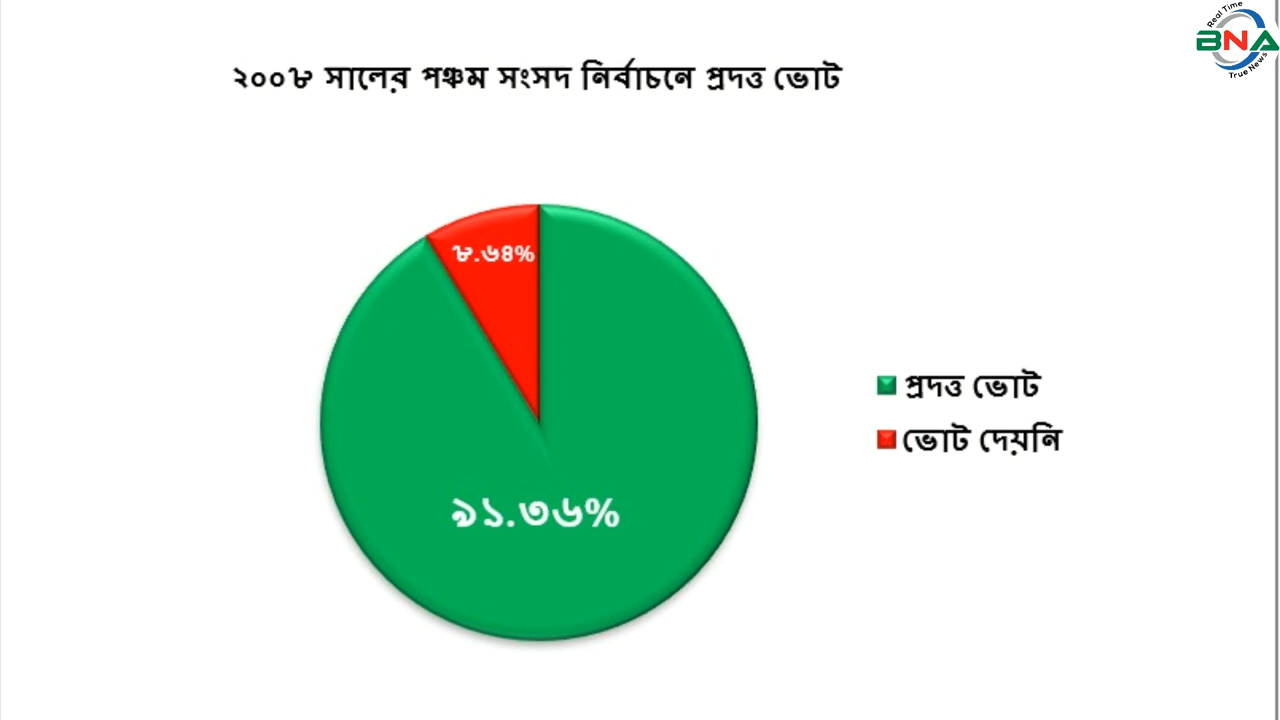 Real Time
BNA
True News
২০০৮ সালের পঞ্চম সংসদ নির্বাচনে প্রদত্ত ভোট
৮.৬৪%
প্রদত্ত ভোট
ভোট দেয়নি
৯১.৩৬%